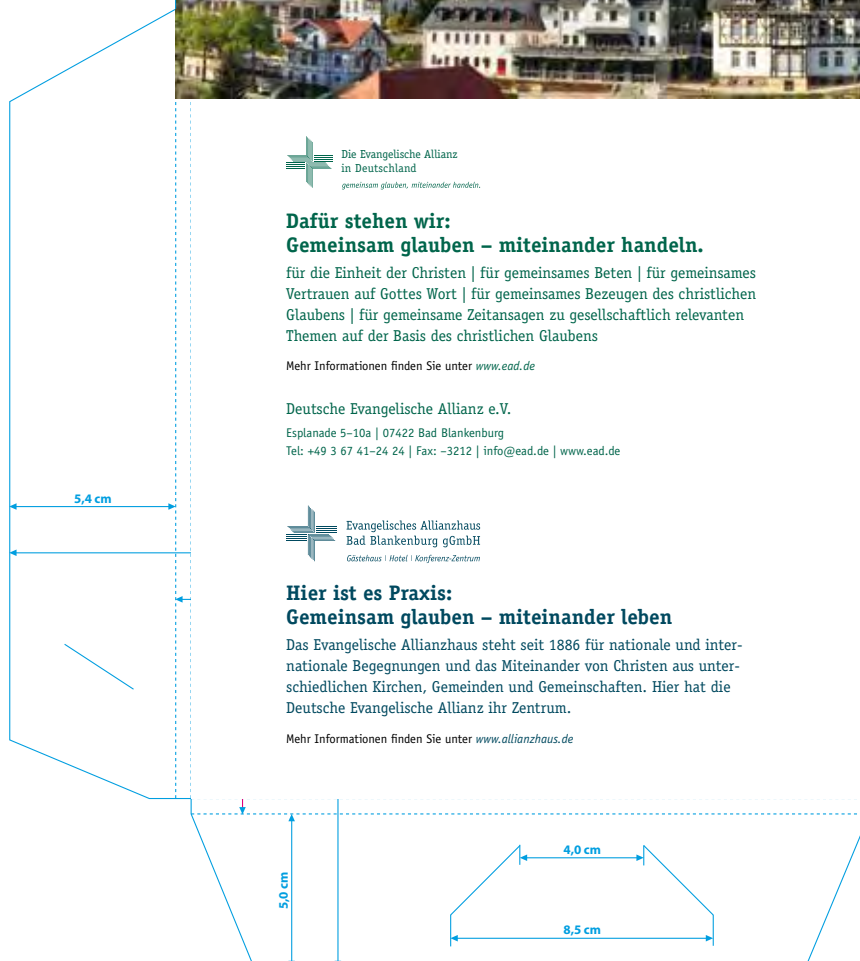 Die Evangelische Allianz
in Deutschland
gemeinsam glauben, miteinander handeln.
Dafür stehen wir:
Gemeinsam glauben – miteinander handeln.
für die Einheit der Christen | für gemeinsames Beten | für gemeinsames
Vertrauen auf Gottes Wort | für gemeinsames Bezeugen des christlichen
Glaubens | für gemeinsame Zeitansagen zu gesellschaftlich relevanten
Themen auf der Basis des christlichen Glaubens
Mehr Informationen finden Sie unter www.ead.de
Deutsche Evangelische Allianz e.V.
Esplanade 5–10a | 07422 Bad Blankenburg
Tel: +49 3 67 41–24 24 | Fax: –3212 | info@ead.de | www.ead.de
5,4 cm
Evangelisches Allianzhaus
Bad Blankenburg gGmbH
Gästehaus | Hotel | Konferenz-Zentrum
Hier ist es Praxis:
Gemeinsam glauben – miteinander leben
Das Evangelische Allianzhaus steht seit 1886 für nationale und inter-
nationale Begegnungen und das Miteinander von Christen aus unter-
schiedlichen Kirchen, Gemeinden und Gemeinschaften. Hier hat die
Deutsche Evangelische Allianz ihr Zentrum.
Mehr Informationen finden Sie unter www.allianzhaus.de
4,0 cm
5,0 cm
8,5 cm